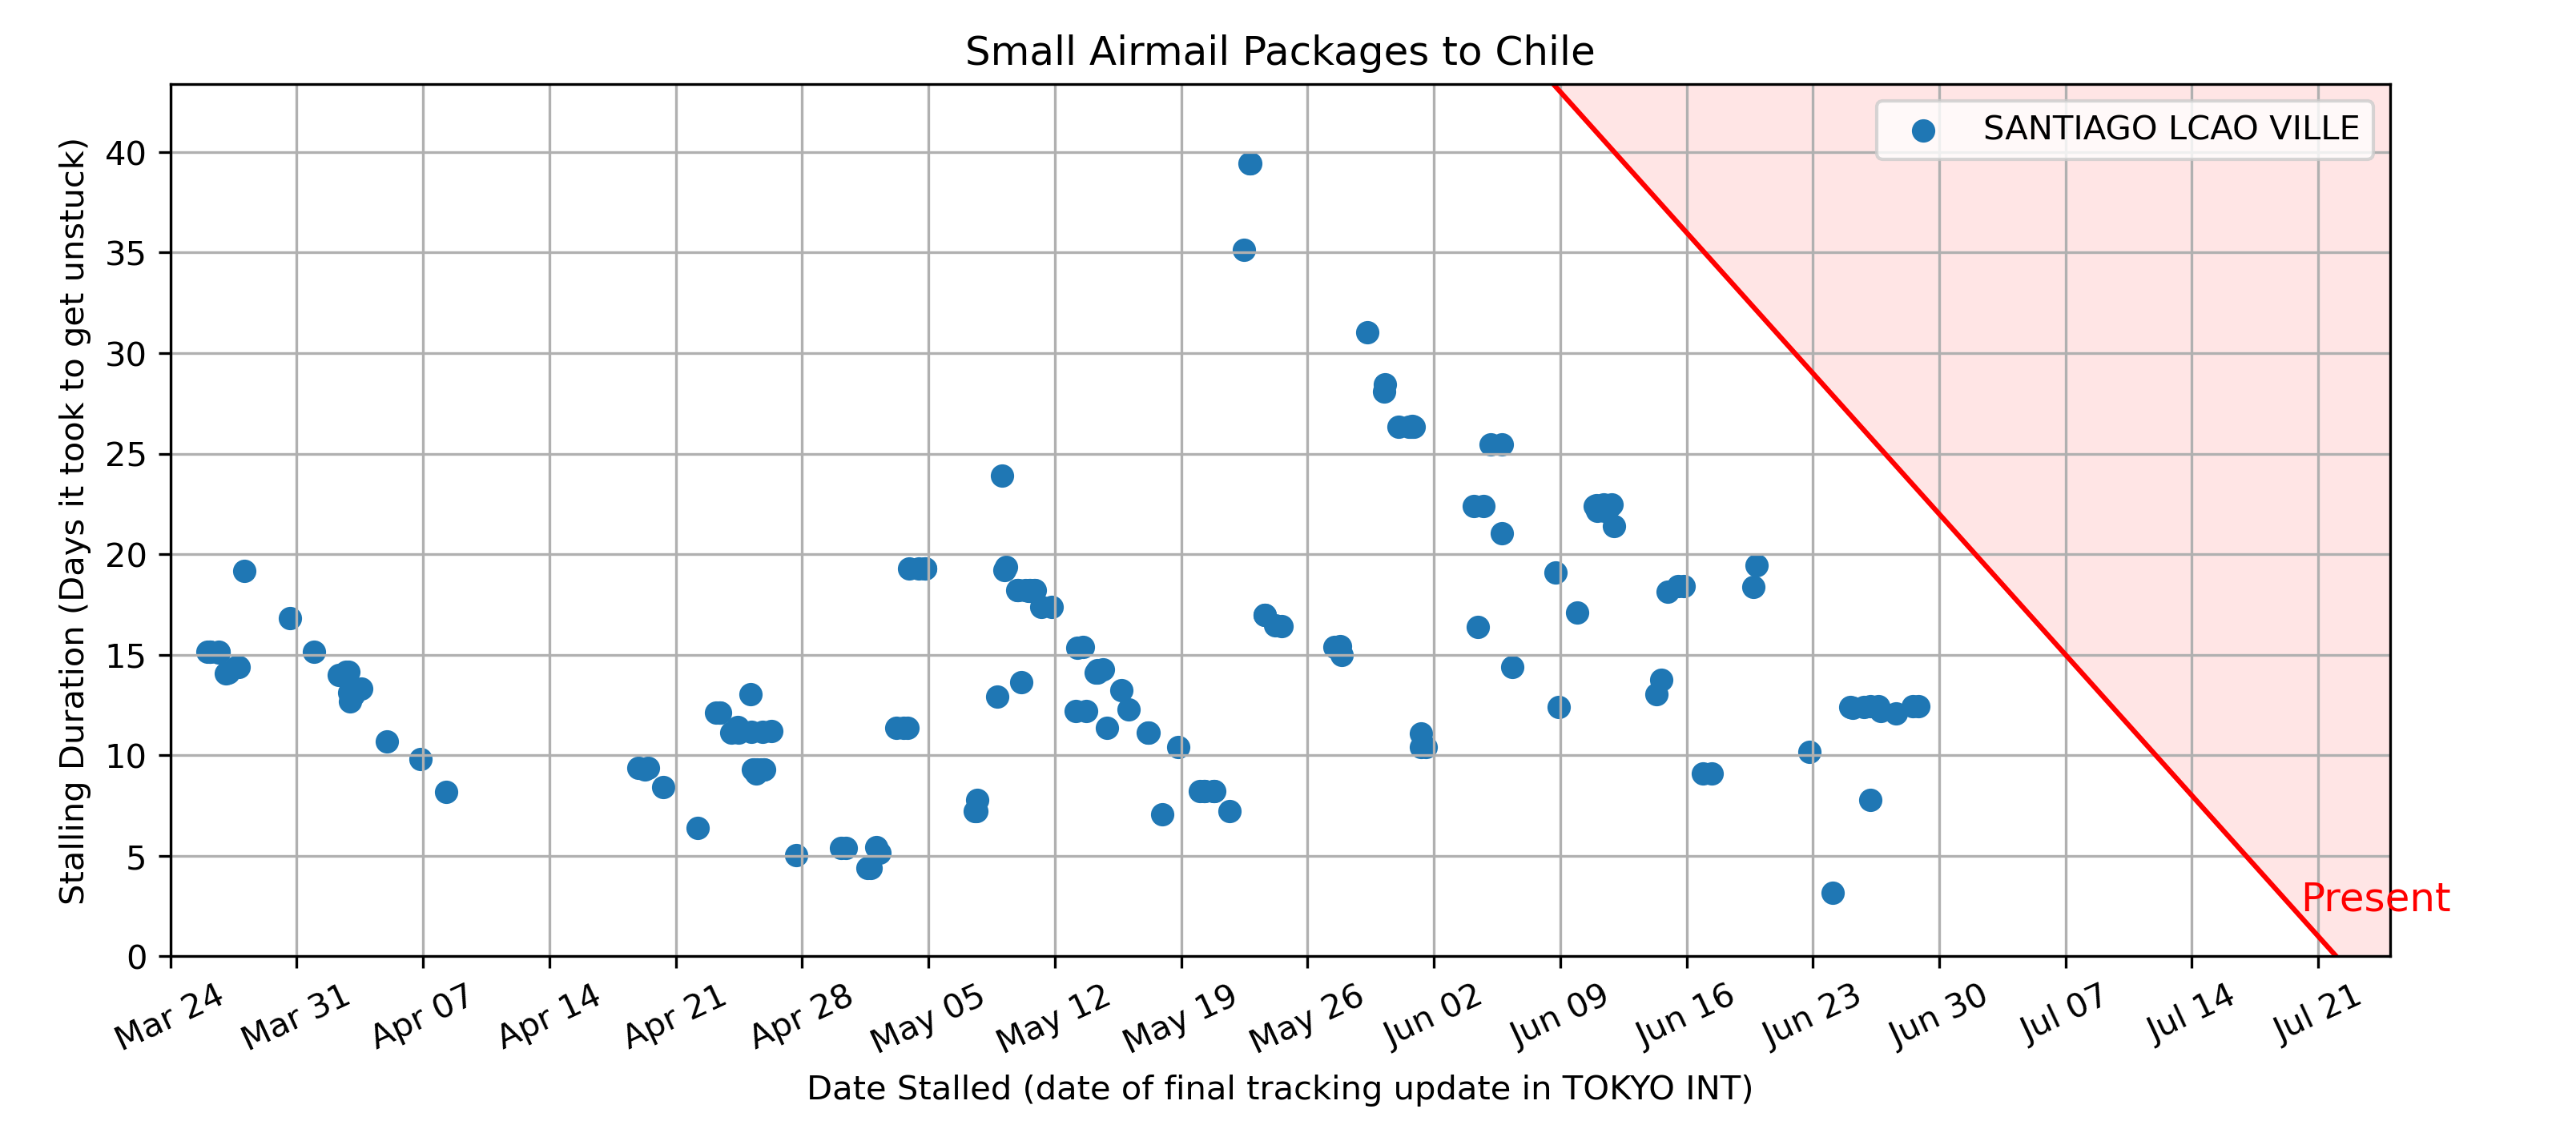 Small Airmail Packages to Chile
SANTIAGO LCAO VILLE
Stalling Duration (Days it took to get unstuck)
40
35
30
25
20
15
10
5
0
Present
Mar 24
Mar 31
Apr 07
Apr 14
Apr 21
Apr 28
May 05
May 12
May 19
May 26
Jun 02
Jun 09
Jun 16
Jun 23
Jun 30
Jul 07
Jul 14
Jul 21
Date Stalled (date of final tracking update in TOKYO INT)